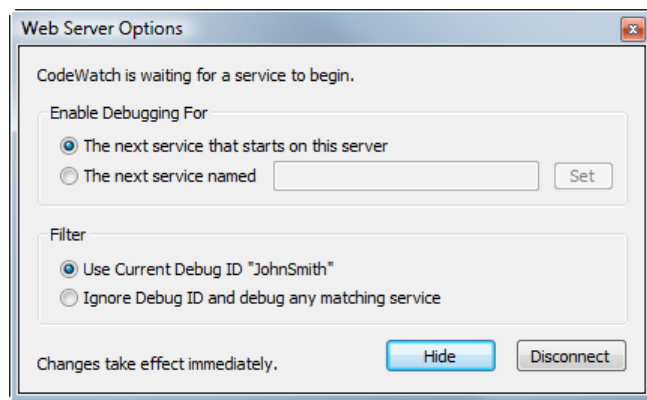 Web Server Options
CodeWatch is waiting for a service to begin.
Enable Debugging For
The next service that starts on this server
The next service named
Set
Filter
Use Current Debug ID "JohnSmith"
Ignore Debug ID and debug any matching service
Changes take effect immediately.
Hide
Disconnect